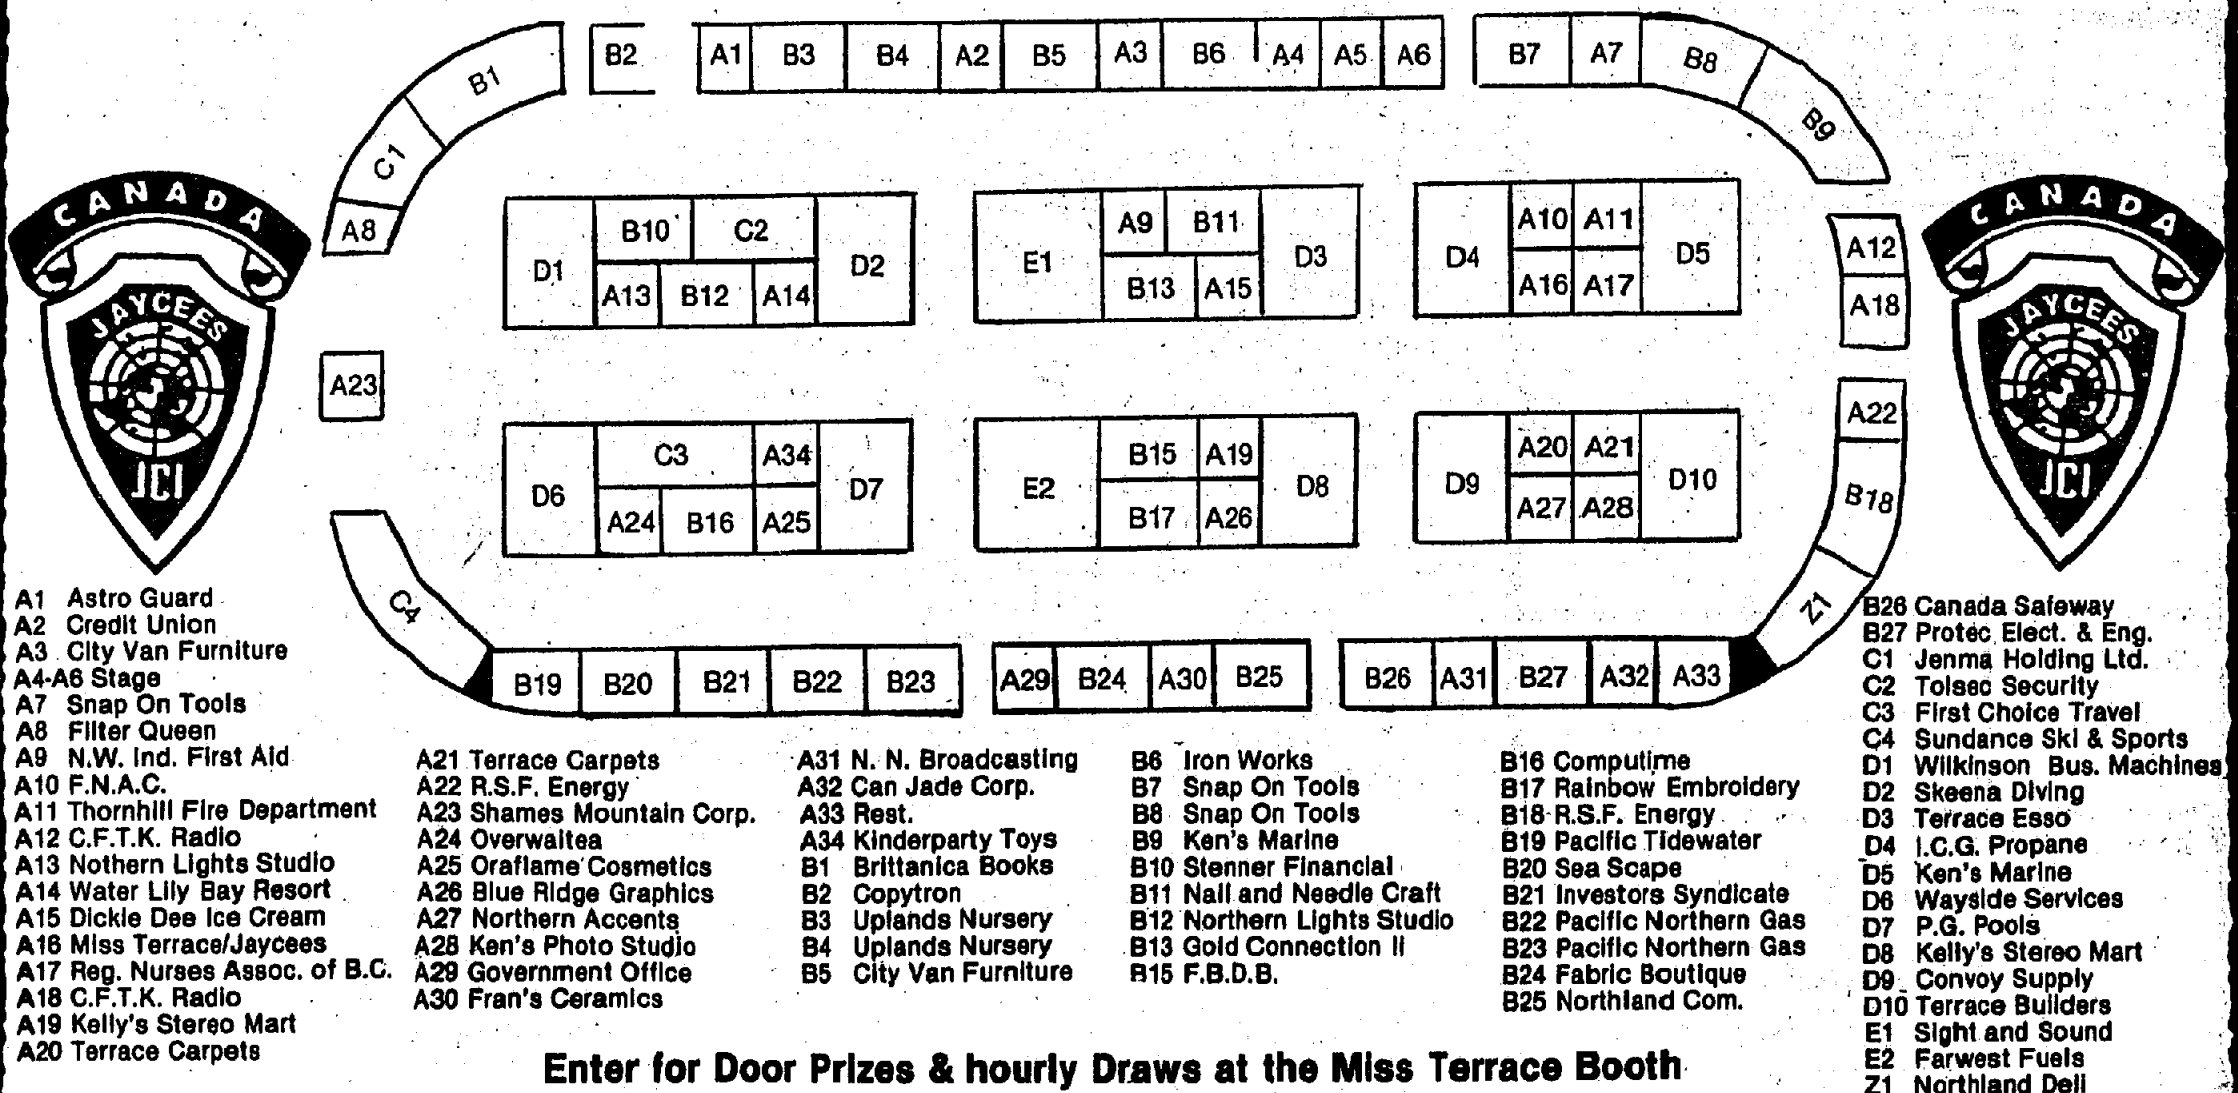 B1
B2
A1 B3 B4 A2 B5 A3 B6 A4 A5 A6
B7 A7 B8
B9
C1
A8
CANADA
JAYCEES
JCI
D1 B10 C2 D2
A13 B12 A14
E1 A9 B11 D3
B13 A15
D4 A10 A11 D5
A16 A17
A12
A18
CANADA
JAYCEES
JCI
A23
A22
D6 C3 A34 D7
A24 B16 A25
E2 B15 A19 D8
B17 A26
D9 A20 A21 D10
A27 A28
B18
C4
Z1
B19 B20 B21 B22 B23
A29 B24 A30 B25
B26 A31 B27 A32 A33
A1 Astro Guard
A2 Credit Union
A3 City Van Furniture
A4-A6 Stage
A7 Snap On Tools
A8 Filter Queen
A9 N.W. Ind. First Aid
A10 F.N.A.C.
A11 Thornhill Fire Department
A12 C.F.T.K. Radio
A13 Nothern Lights Studio
A14 Water Lily Bay Resort
A15 Dickie Dee Ice Cream
A16 Miss Terrace/Jaycees
A17 Reg. Nurses Assoc. of B.C.
A18 C.F.T.K. Radio
A19 Kelly's Stereo Mart
A20 Terrace Carpets
A21 Terrace Carpets
A22 R.S.F. Energy
A23 Shames Mountain Corp.
A24 Overwaitea
A25 Oraflame Cosmetics
A26 Blue Ridge Graphics
A27 Northern Accents
A28 Ken's Photo Studio
A29 Government Office
A30 Fran's Ceramics
A31 N. N. Broadcasting
A32 Can Jade Corp.
A33 Rest.
A34 Kinderparty Toys
B1 Brittanica Books
B2 Copytron
B3 Uplands Nursery
B4 Uplands Nursery
B5 City Van Furniture
B6 Iron Works
B7 Snap On Tools
B8 Snap On Tools
B9 Ken's Marine
B10 Stenner Financial
B11 Nail and Needle Craft
B12 Northern Lights Studio
B13 Gold Connection II
B15 F.B.D.B.
B16 Computime
B17 Rainbow Embroidery
B18 R.S.F. Energy
B19 Pacific Tidewater
B20 Sea Scape
B21 Investors Syndicate
B22 Pacific Northern Gas
B23 Pacific Northern Gas
B24 Fabric Boutique
B25 Northland Com.
B26 Canada Safeway
B27 Protec Elect. & Eng.
C1 Jenma Holding Ltd.
C2 Tolsec Security
C3 First Choice Travel
C4 Sundance Ski & Sports
D1 Wilkinson Bus. Machines
D2 Skeena Diving
D3 Terrace Esso
D4 I.C.G. Propane
D5 Ken's Marine
D6 Wayside Services
D7 P.G. Pools
D8 Kelly's Stereo Mart
D9 Convoy Supply
D10 Terrace Builders
E1 Sight and Sound
E2 Farwest Fuels
Z1 Northland Deli
Enter for Door Prizes & hourly Draws at the Miss Terrace Booth